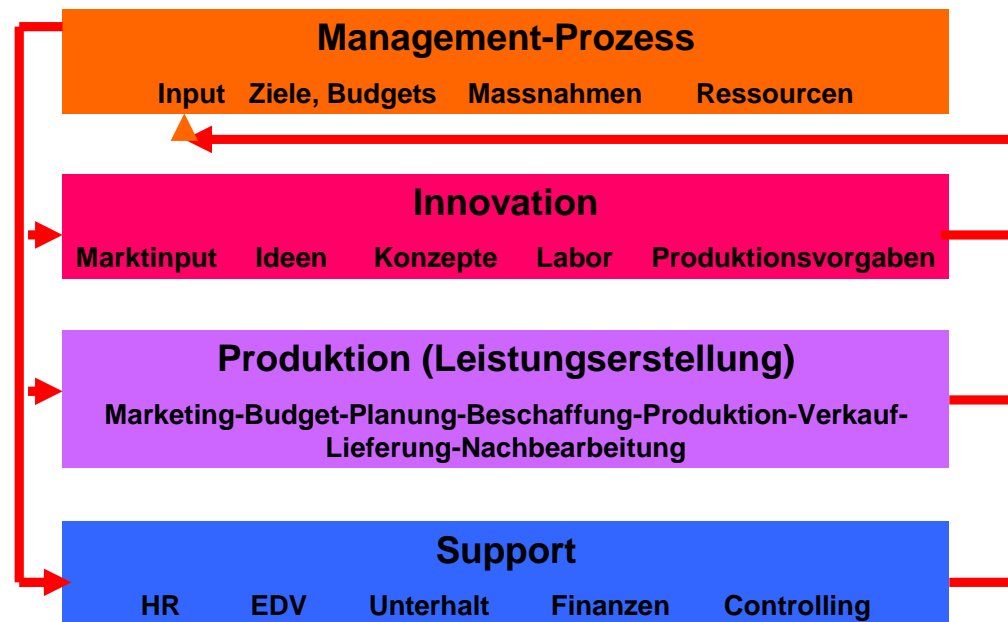 Management-Prozess
Input Ziele, Budgets Massnahmen Ressourcen
Innovation
Marktinput Ideen Konzepte Labor Produktionsvorgaben
Produktion (Leistungserstellung)
Marketing-Budget-Planung-Beschaffung-Produktion-Verkauf-
Lieferung-Nachbearbeitung
Support
HR EDV Unterhalt Finanzen Controlling